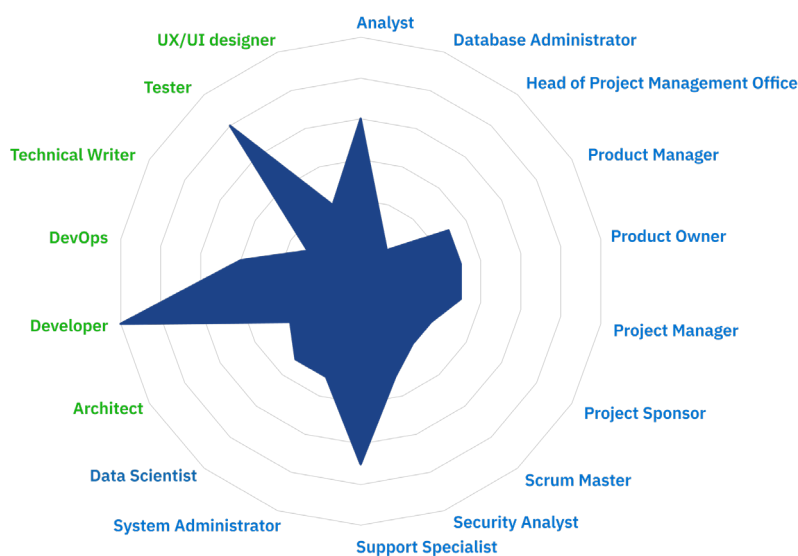 Analyst
UX/UI designer
Database Administrator
Tester
Head of Project Management Office
Technical Writer
Product Manager
DevOps
Product Owner
Developer
Project Manager
Architect
Project Sponsor
Data Scientist
Scrum Master
System Administrator
Security Analyst
Support Specialist